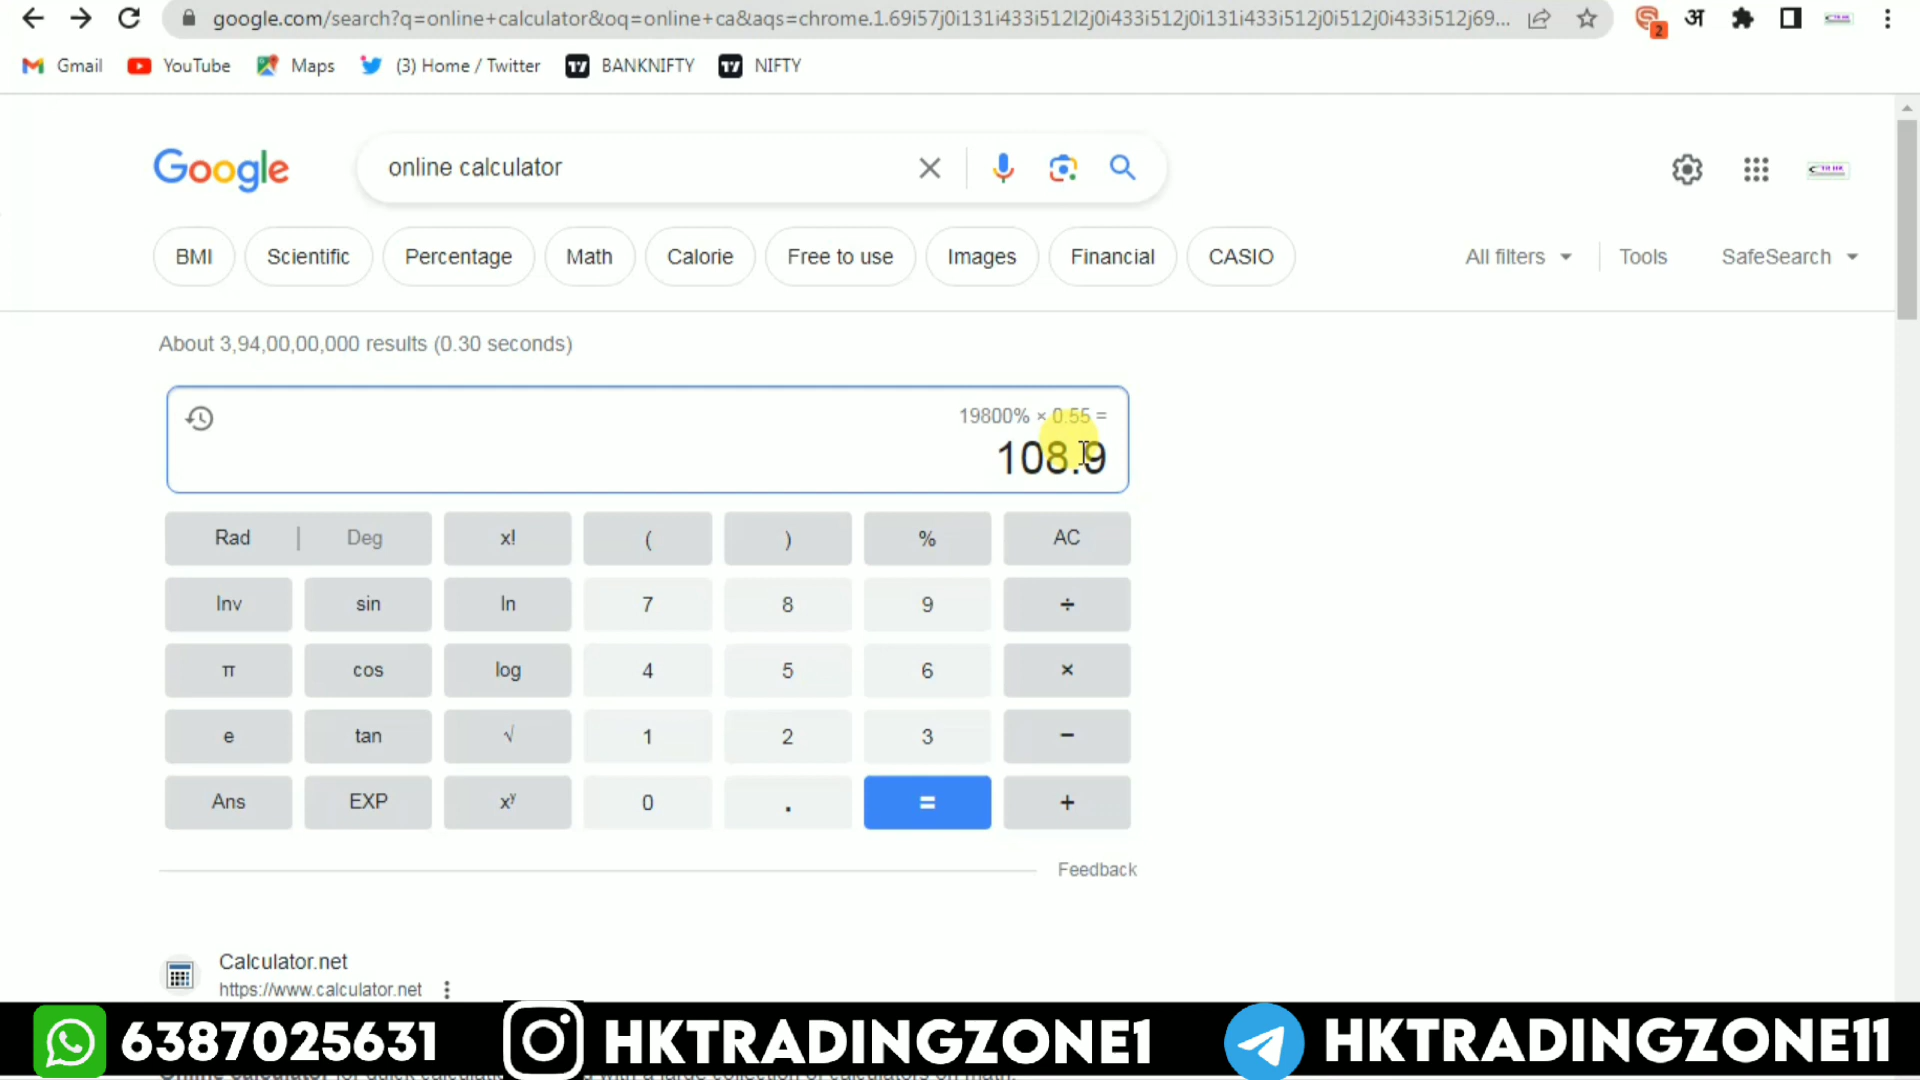 google.com/search?q=online+calculator&oq=online+ca&aqs=chrome.1.69i57j0i131i433i512l2j0i433i512j0i131i433i512j0i512j0i433i512j69...
2
अ
Gmail YouTube Maps (3) Home / Twitter BANKNIFTY NIFTY
Google
online calculator
BMI Scientific Percentage Math Calorie Free to use Images Financial CASIO All filters Tools SafeSearch
About 3,94,00,00,000 results (0.30 seconds)
19800% × 0.55 =
108.9
Rad | Deg x! ( ) % AC
Inv sin ln 7 8 9 ÷
π cos log 4 5 6 ×
e tan √ 1 2 3 −
Ans EXP xʸ 0 . = +
Feedback
Calculator.net
https://www.calculator.net
6387025631 HKTRADINGZONE1 HKTRADINGZONE11